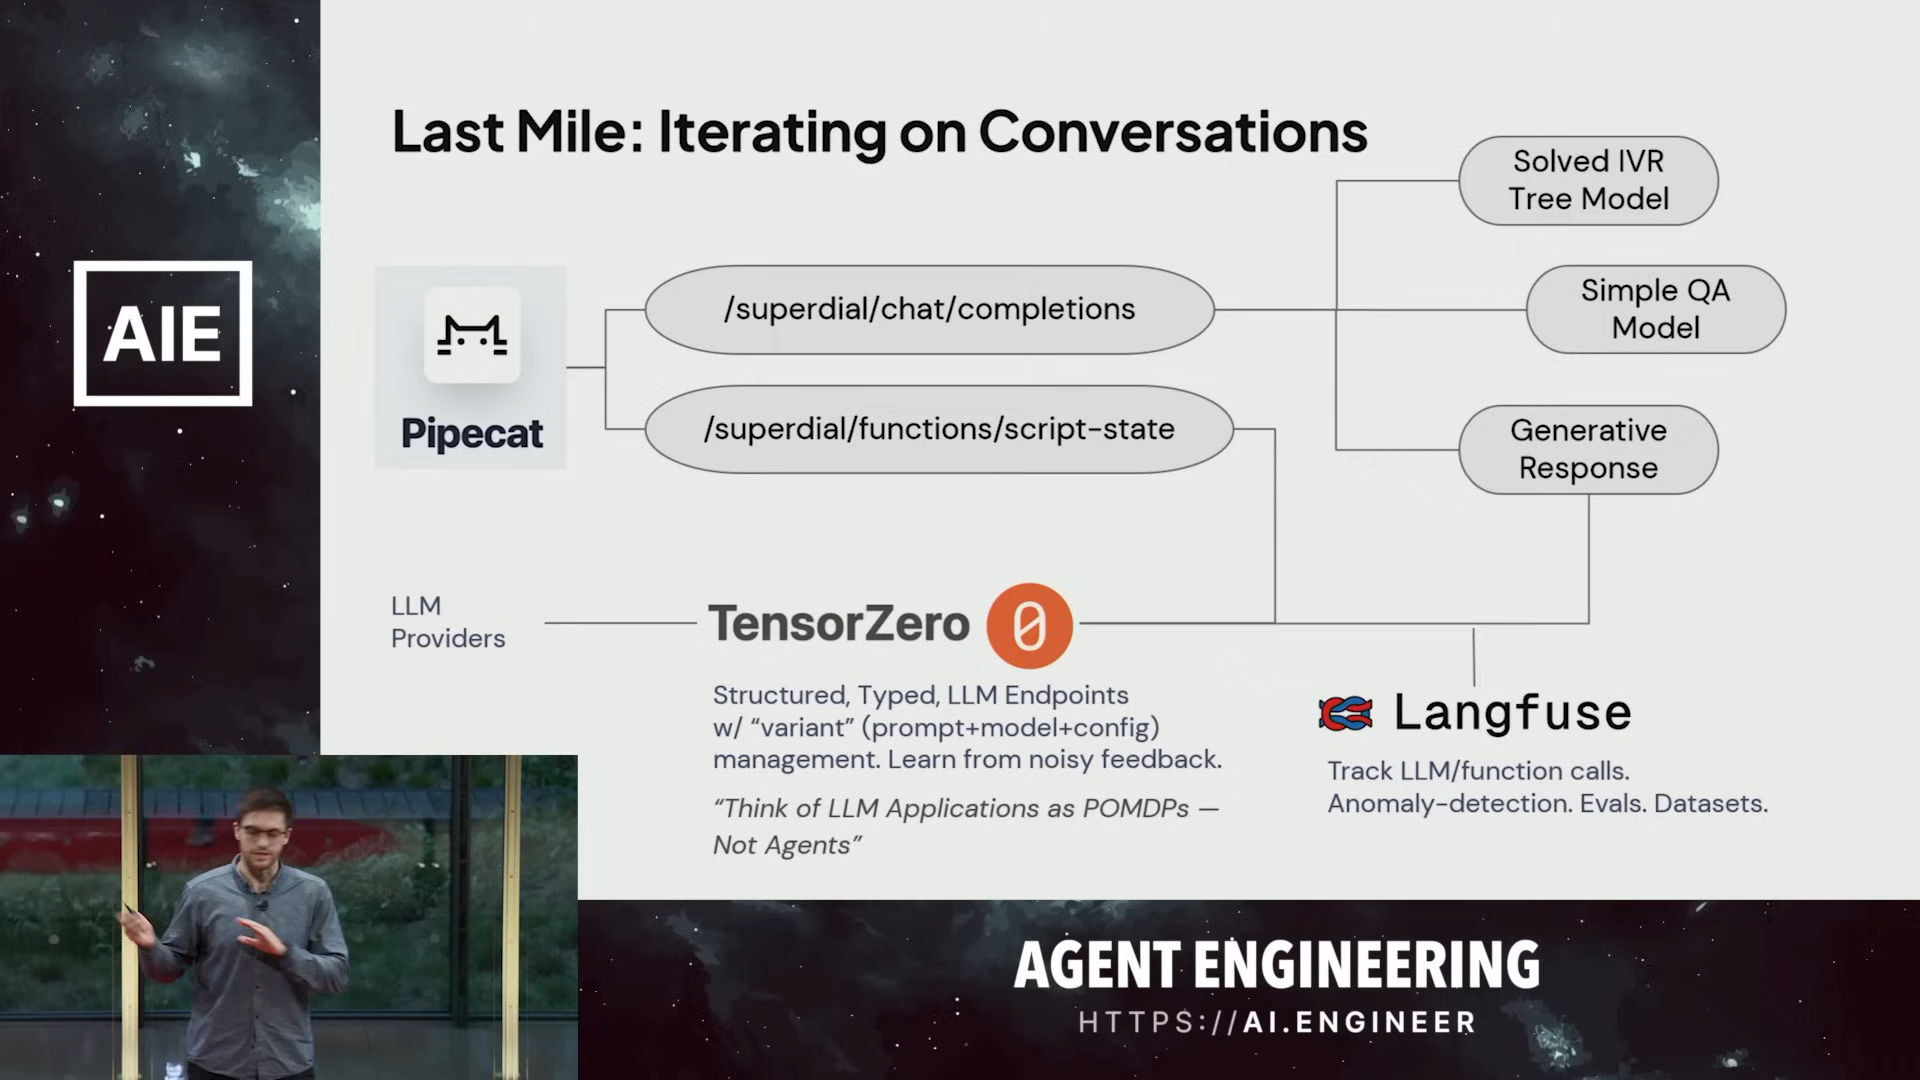 AIE
Last Mile: Iterating on Conversations
Solved IVR
Tree Model
/superdial/chat/completions
Simple QA
Model
Pipecat
/superdial/functions/script-state
Generative
Response
LLM
Providers
TensorZero 0
Structured, Typed, LLM Endpoints
w/ “variant” (prompt+model+config)
management. Learn from noisy feedback.
“Think of LLM Applications as POMDPs —
Not Agents”
Langfuse
Track LLM/function calls.
Anomaly-detection. Evals. Datasets.
AGENT ENGINEERING
HTTPS://AI.ENGINEER